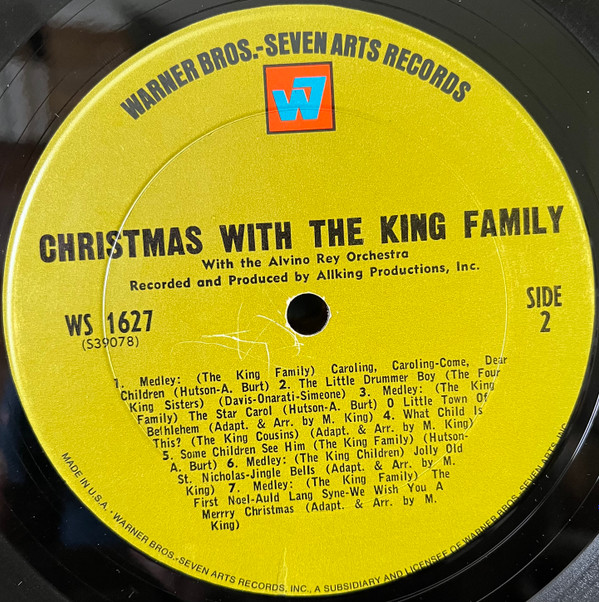 WARNER BROS.-SEVEN ARTS RECORDS
W7
CHRISTMAS WITH THE KING FAMILY
With the Alvino Rey Orchestra
Recorded and Produced by Allking Productions, Inc.
WS 1627
(S39078)
SIDE
2
1. Medley: (The King Family) Caroling, Caroling-Come, Dear
Children (Hutson-A. Burt) 2. The Little Drummer Boy (The Four
King Sisters) (Davis-Onarati-Simeone) 3. Medley: (The King
Family) The Star Carol (Hutson-A. Burt) O Little Town Of
Bethlehem (Adapt. & Arr. by M. King) 4. What Child Is
This? (The King Cousins) (Adapt. & Arr. by M. King)
5. Some Children See Him (The King Family) (Hutson-
A. Burt) 6. Medley: (The King Children) Jolly Old
St. Nicholas-Jingle Bells (Adapt. & Arr. by M.
King) 7. Medley: (The King Family) The
First Noel-Auld Lang Syne-We Wish You A
Merrry Christmas (Adapt. & Arr. by M.
King)
MADE IN U.S.A. • WARNER BROS.-SEVEN ARTS RECORDS, INC., A SUBSIDIARY AND LICENSEE OF WARNER BROS.-SEVEN ARTS, INC.